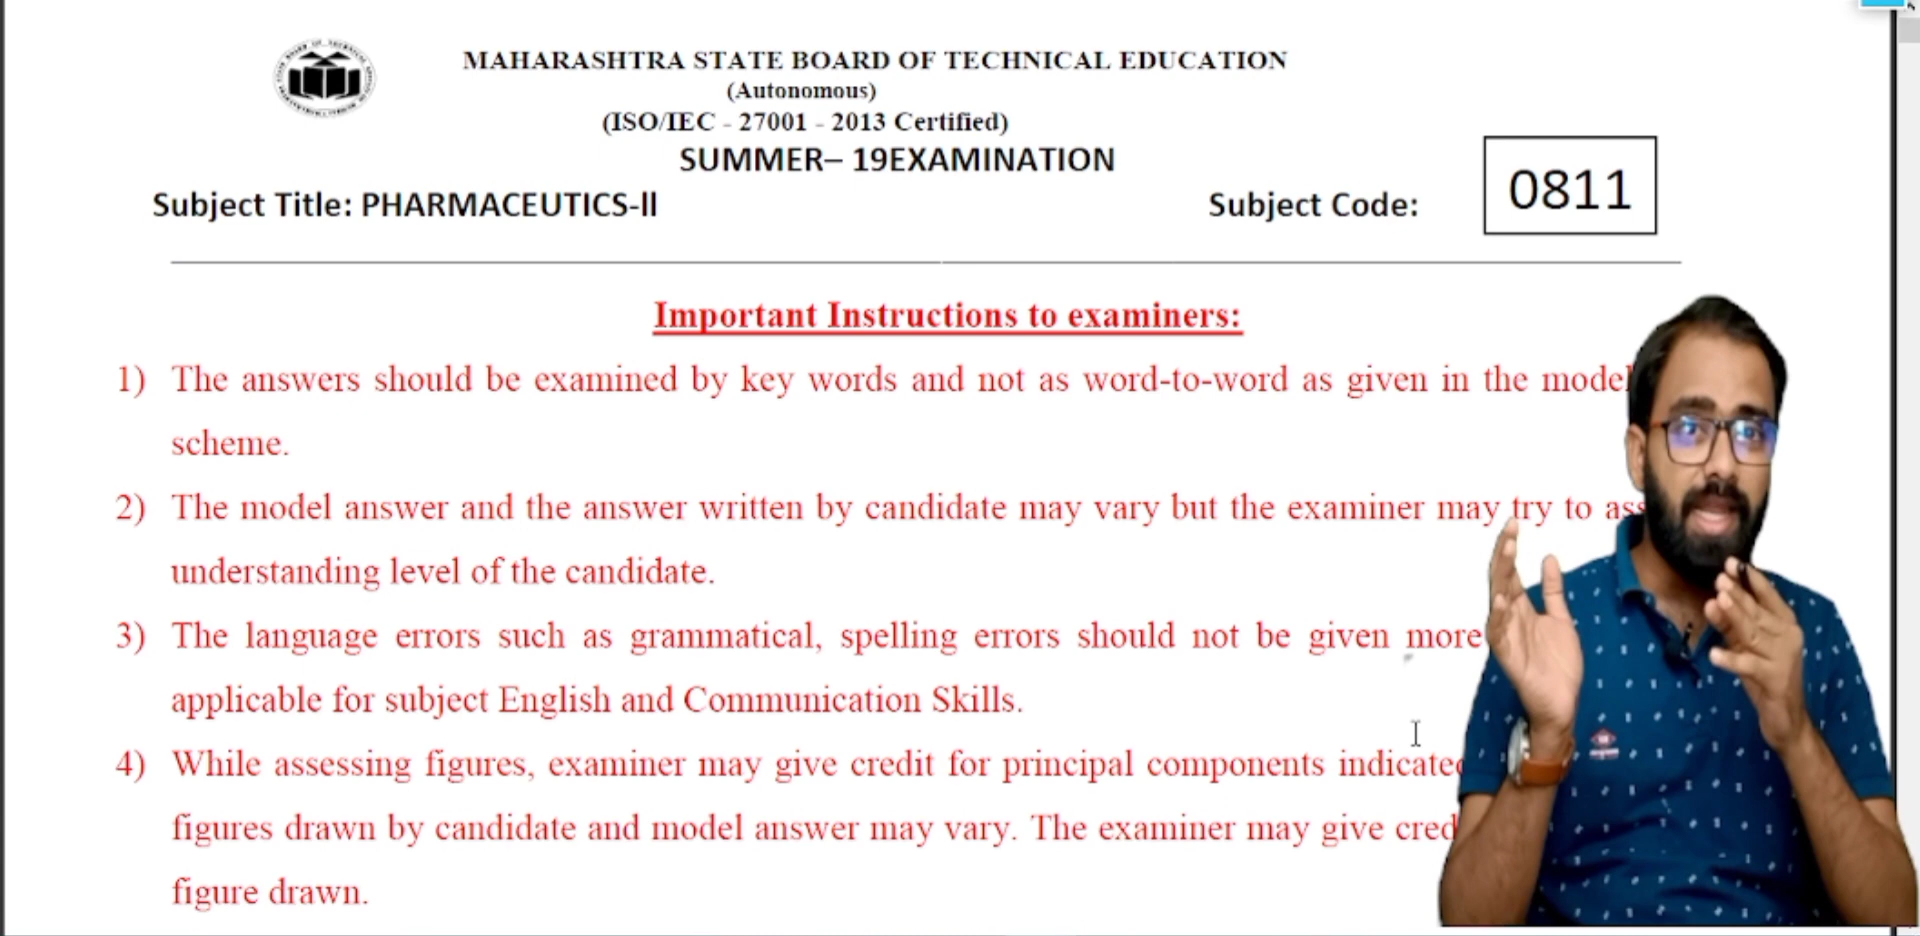 MAHARASHTRA STATE BOARD OF TECHNICAL EDUCATION
(Autonomous)
(ISO/IEC - 27001 - 2013 Certified)
SUMMER– 19EXAMINATION
Subject Title: PHARMACEUTICS-II
Subject Code:
0811
Important Instructions to examiners:
1) The answers should be examined by key words and not as word-to-word as given in the model
scheme.
2) The model answer and the answer written by candidate may vary but the examiner may try to
understanding level of the candidate.
3) The language errors such as grammatical, spelling errors should not be given more
applicable for subject English and Communication Skills.
4) While assessing figures, examiner may give credit for principal components indicated
figures drawn by candidate and model answer may vary. The examiner may give
figure drawn.